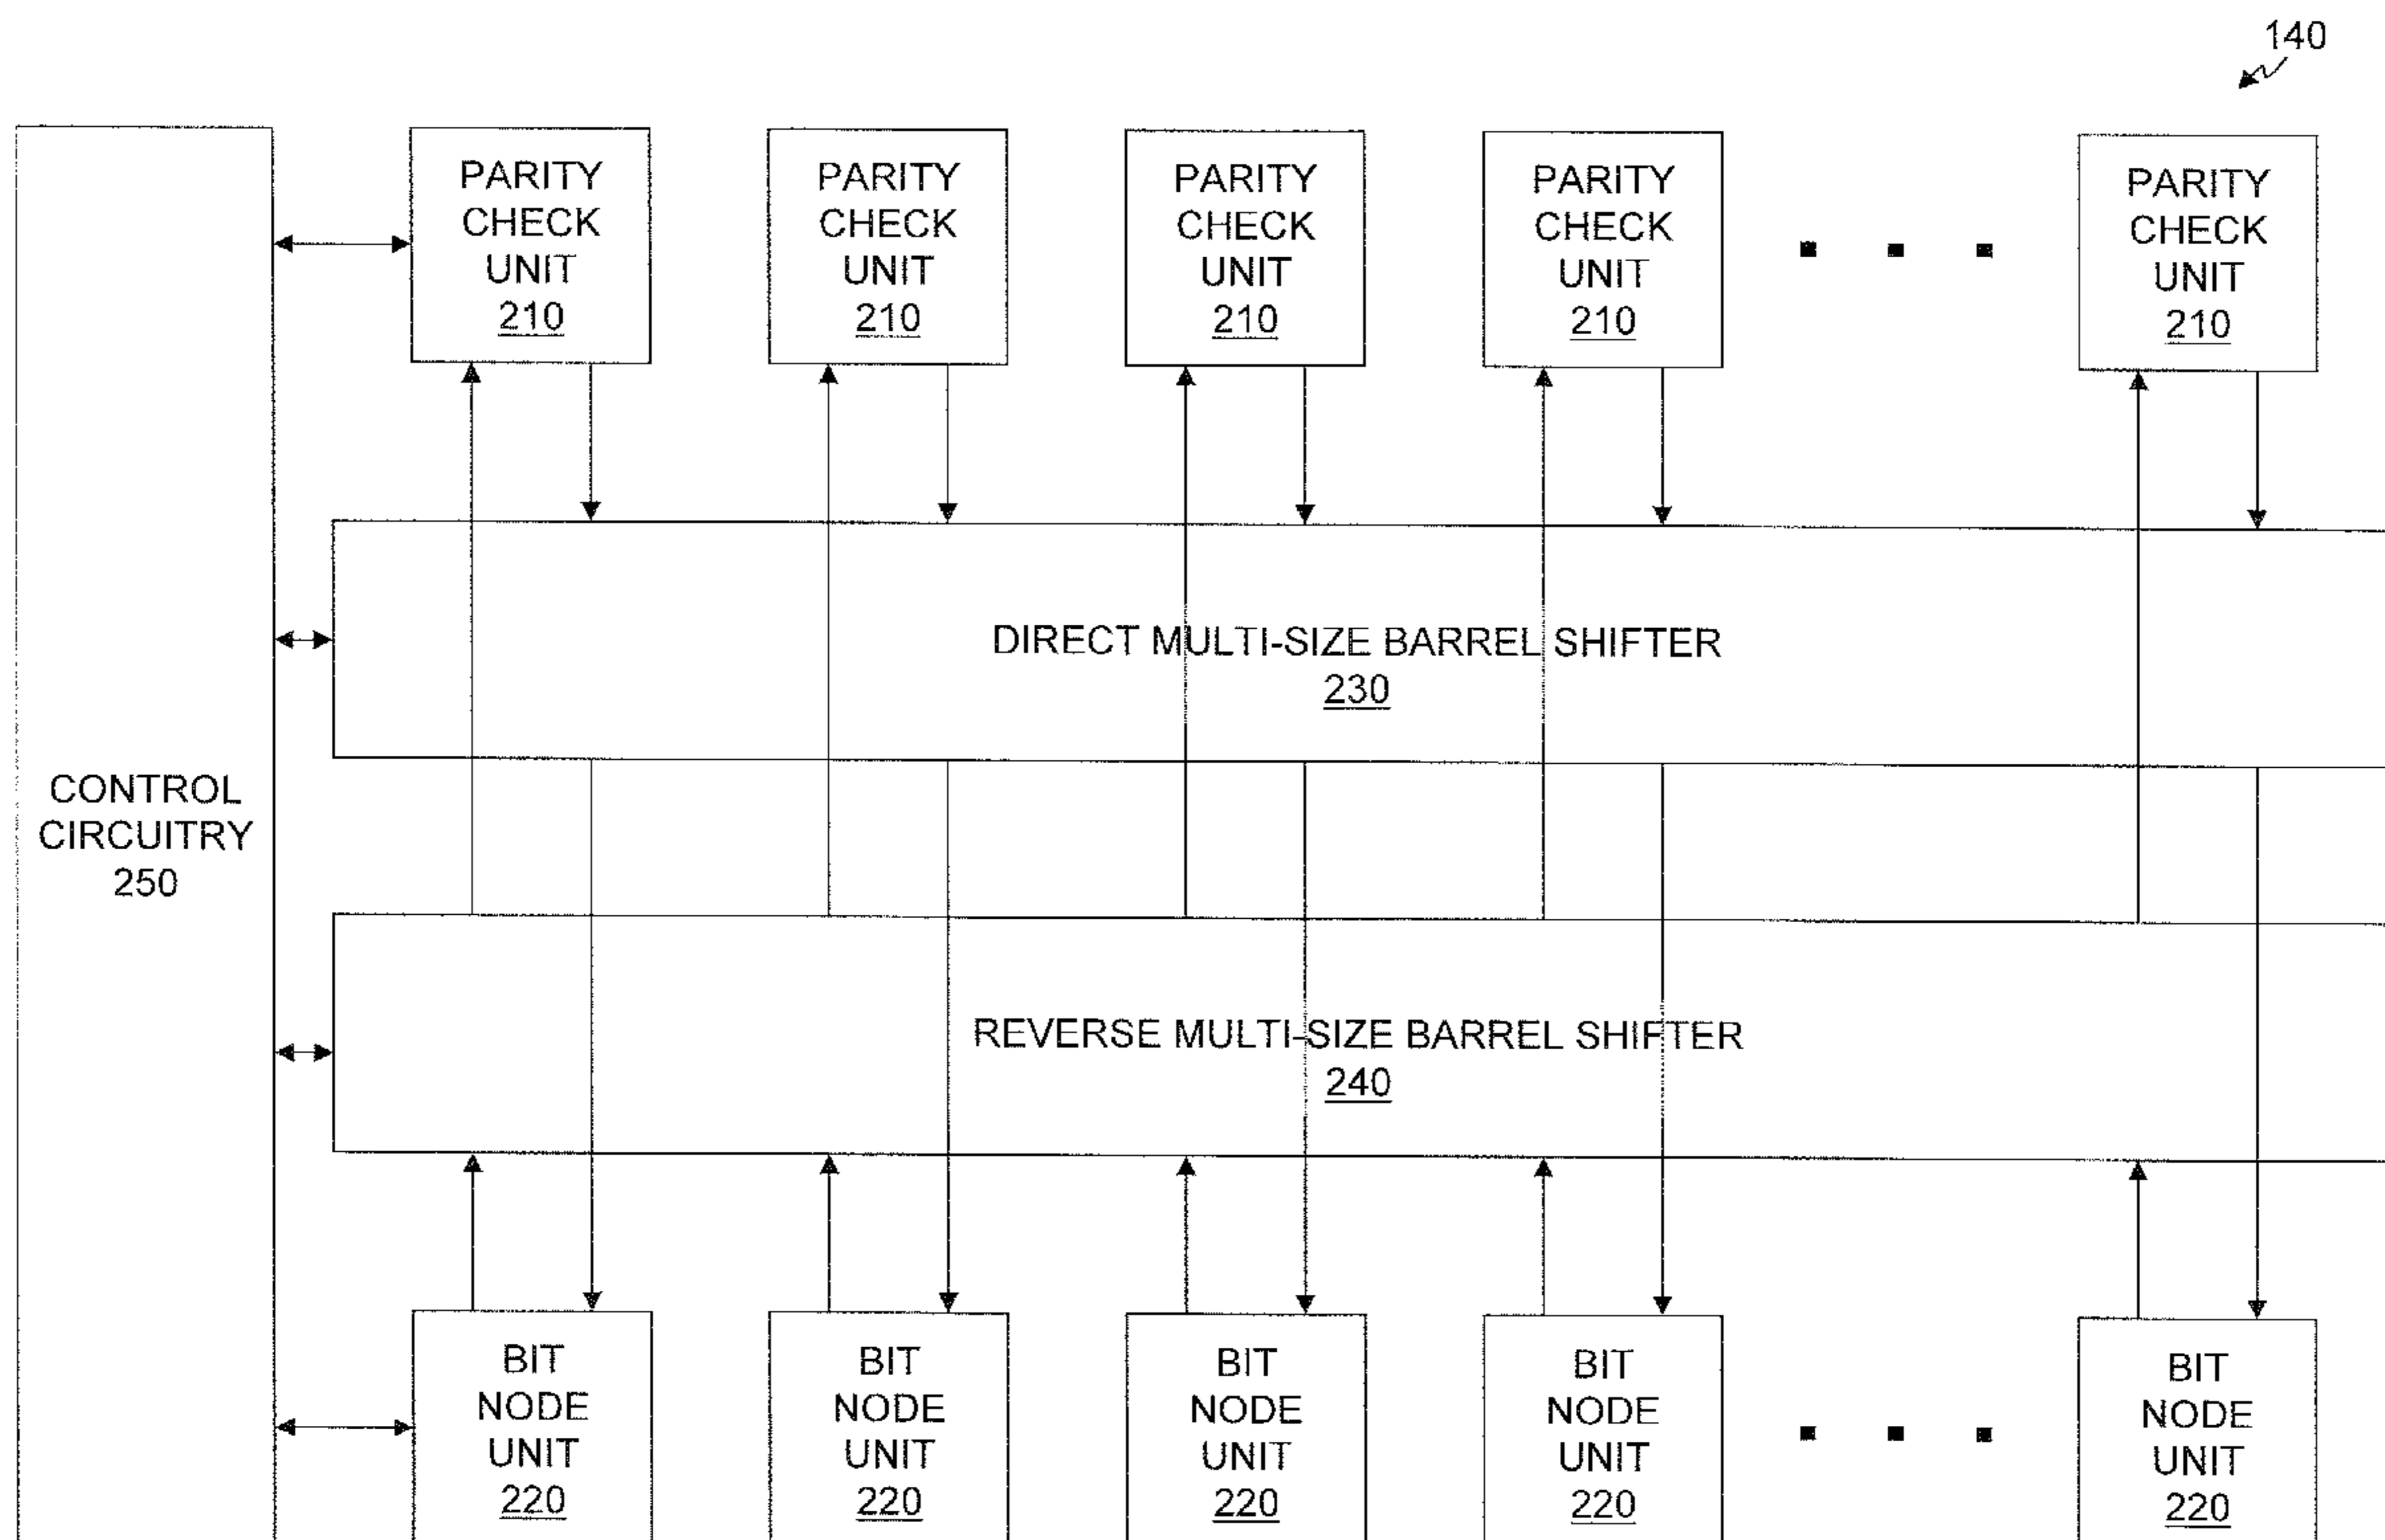 140
PARITY
CHECK
UNIT
210
PARITY
CHECK
UNIT
210
PARITY
CHECK
UNIT
210
PARITY
CHECK
UNIT
210
PARITY
CHECK
UNIT
210
DIRECT MULTI-SIZE BARREL SHIFTER
230
CONTROL
CIRCUITRY
250
REVERSE MULTI-SIZE BARREL SHIFTER
240
BIT
NODE
UNIT
220
BIT
NODE
UNIT
220
BIT
NODE
UNIT
220
BIT
NODE
UNIT
220
BIT
NODE
UNIT
220